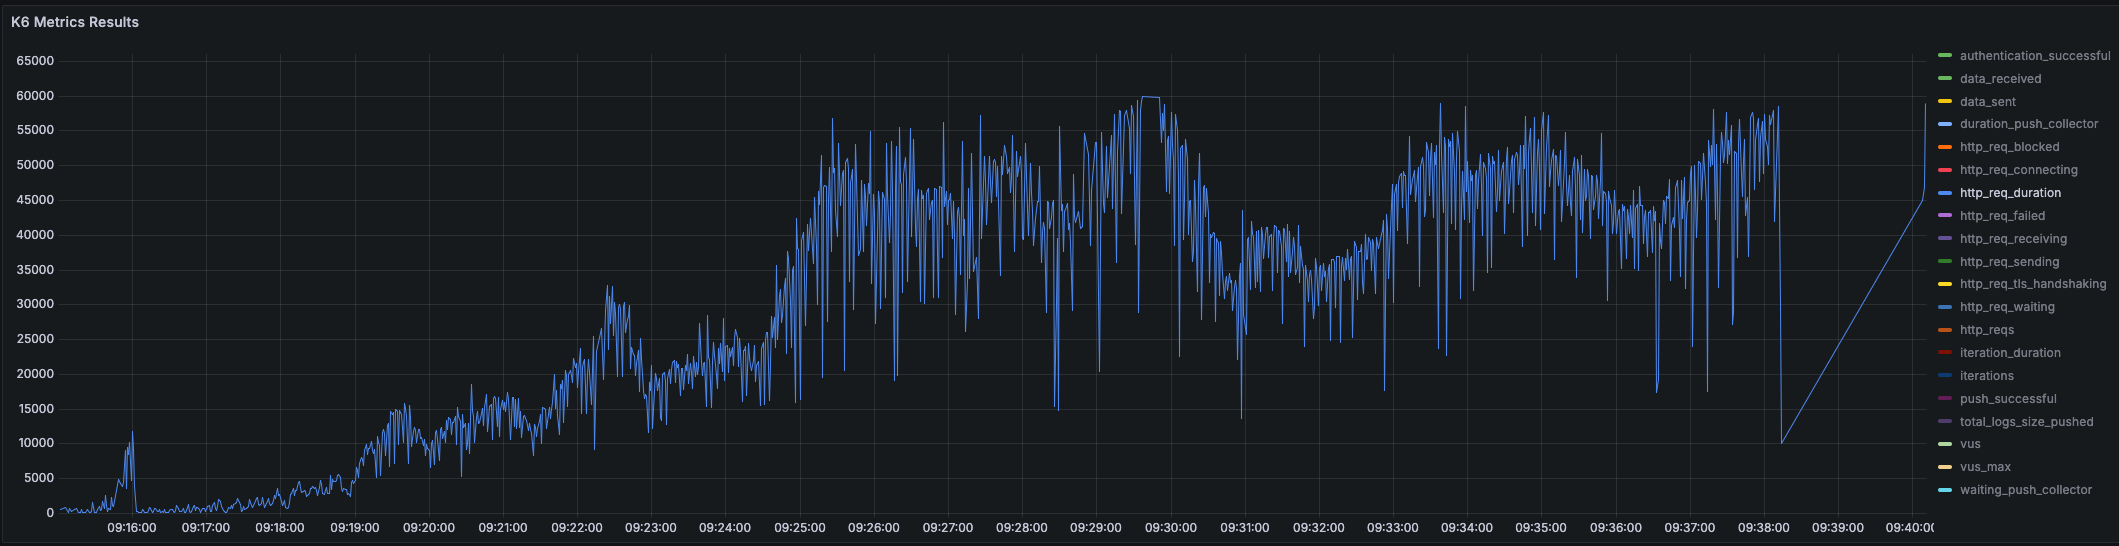 K6 Metrics Results
65000
60000
55000
50000
45000
40000
35000
30000
25000
20000
15000
10000
5000
0
09:16:00 09:17:00 09:18:00 09:19:00 09:20:00 09:21:00 09:22:00 09:23:00 09:24:00 09:25:00 09:26:00 09:27:00 09:28:00 09:29:00 09:30:00 09:31:00 09:32:00 09:33:00 09:34:00 09:35:00 09:36:00 09:37:00 09:38:00 09:39:00 09:40:0
authentication_successful
data_received
data_sent
duration_push_collector
http_req_blocked
http_req_connecting
http_req_duration
http_req_failed
http_req_receiving
http_req_sending
http_req_tls_handshaking
http_req_waiting
http_reqs
iteration_duration
iterations
push_successful
total_logs_size_pushed
vus
vus_max
waiting_push_collector